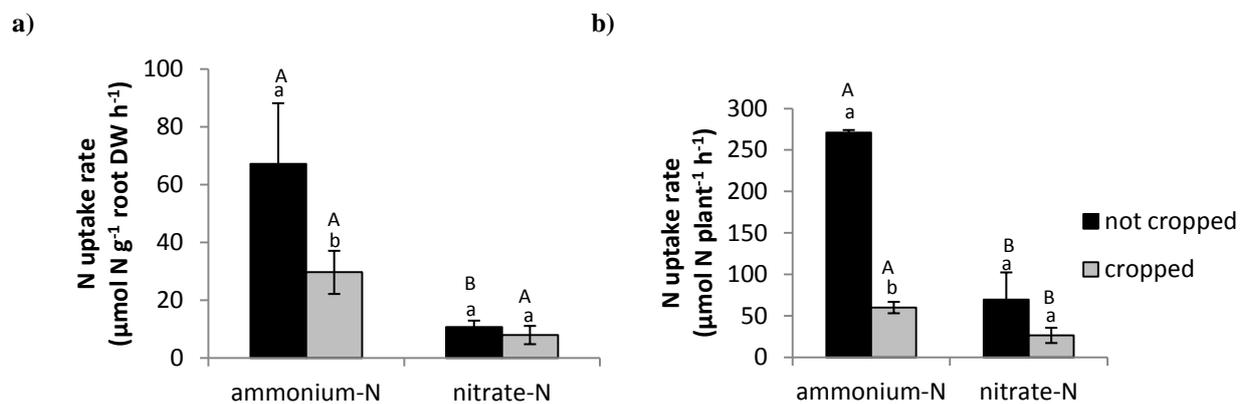 a)
N uptake rate
(µmol N g⁻¹ root DW h⁻¹)
100
80
60
40
20
0
A
a
A
b
B
a
A
a
ammonium-N
nitrate-N
b)
N uptake rate
(µmol N plant⁻¹ h⁻¹)
300
250
200
150
100
50
0
A
a
A
b
B
a
B
a
ammonium-N
nitrate-N
not cropped
cropped